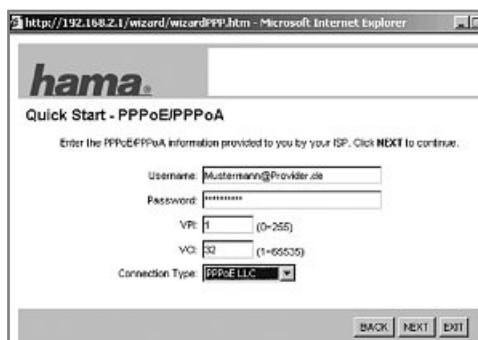 http://192.168.2.1/wizard/wizardPPP.htm - Microsoft Internet Explorer
hama®
Quick Start - PPPoE/PPPoA
Enter the PPPoE/PPPoA information provided to you by your ISP. Click NEXT to continue.
Username: Mustermann@Provider.de
Password: **********
VPI: 1 (0~255)
VCI: 32 (1~65535)
Connection Type: PPPoE LLC
BACK NEXT EXIT